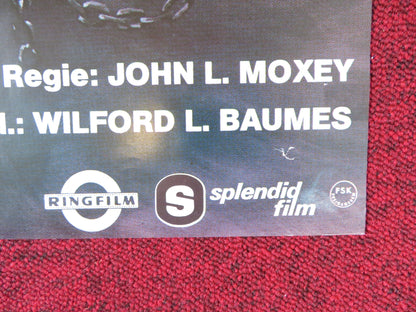 Regie: JOHN L. MOXEY
.: WILFORD L. BAUMES
RINGFILM
S splendid
film
FSK